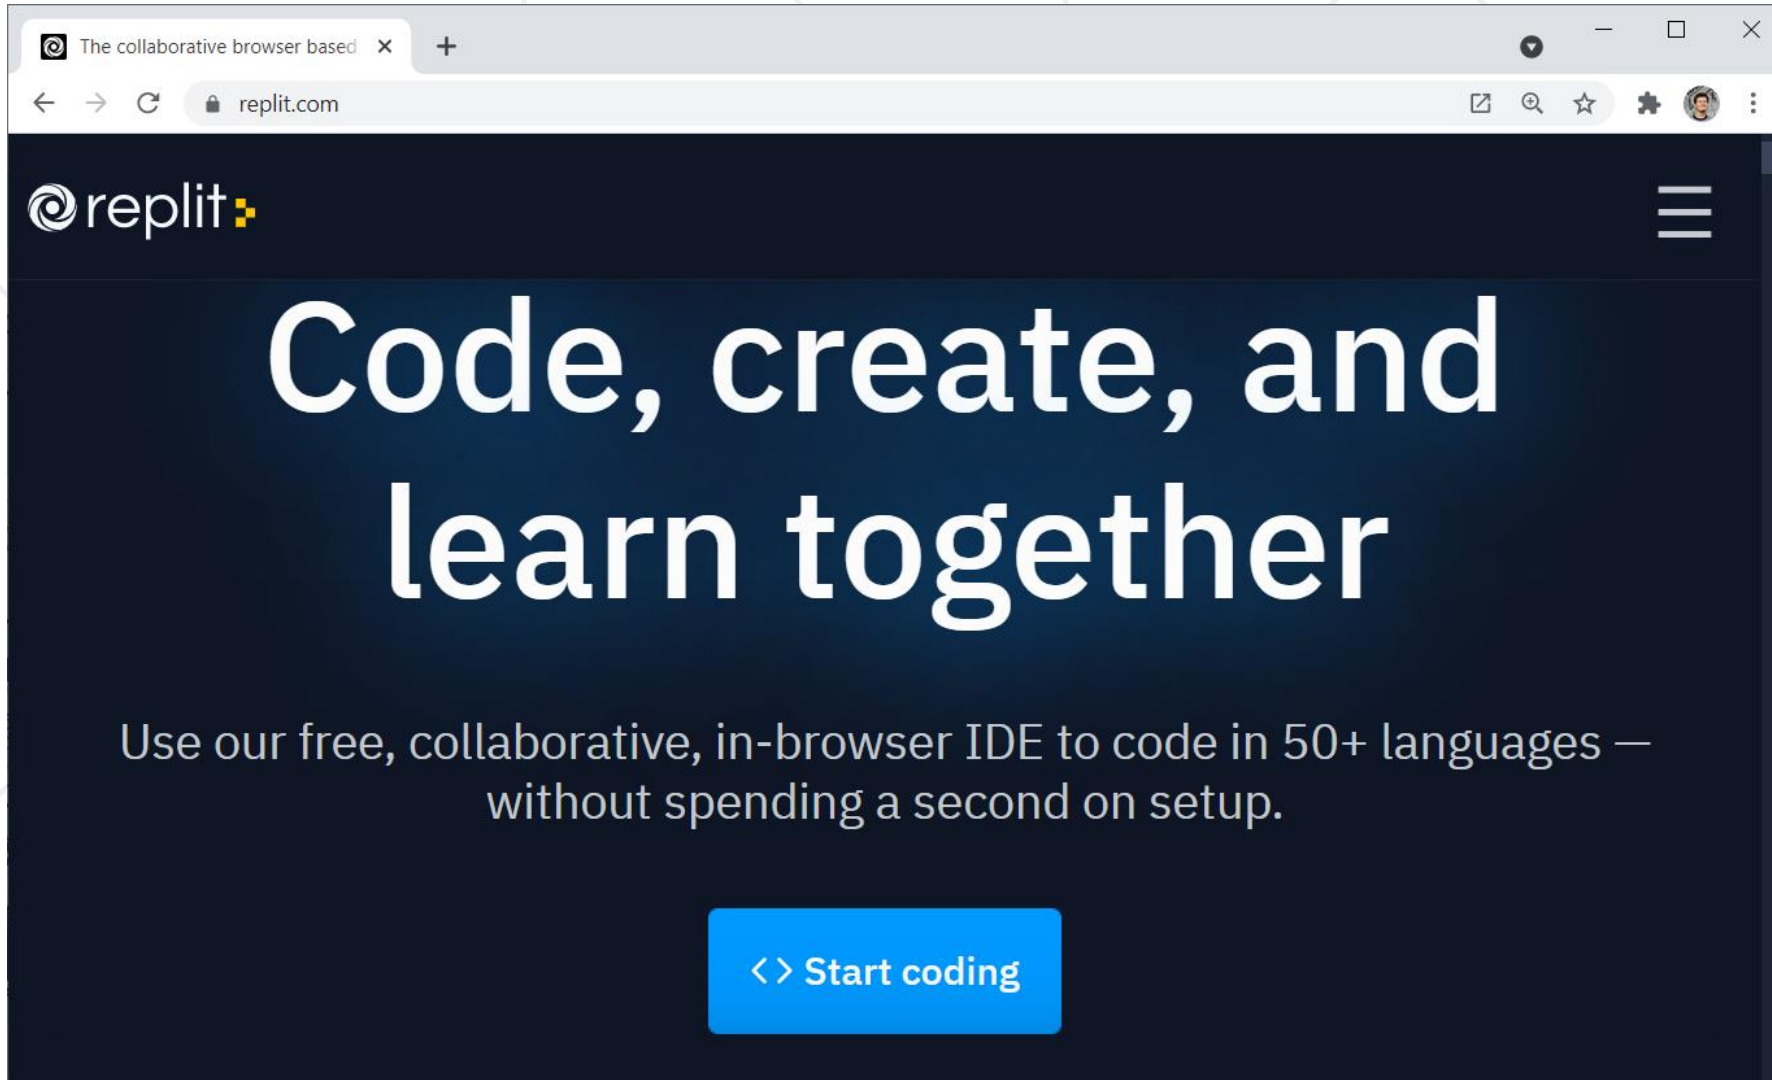 The collaborative browser based
replit.com
replit
Code, create, and
learn together
Use our free, collaborative, in-browser IDE to code in 50+ languages —
without spending a second on setup.
<> Start coding